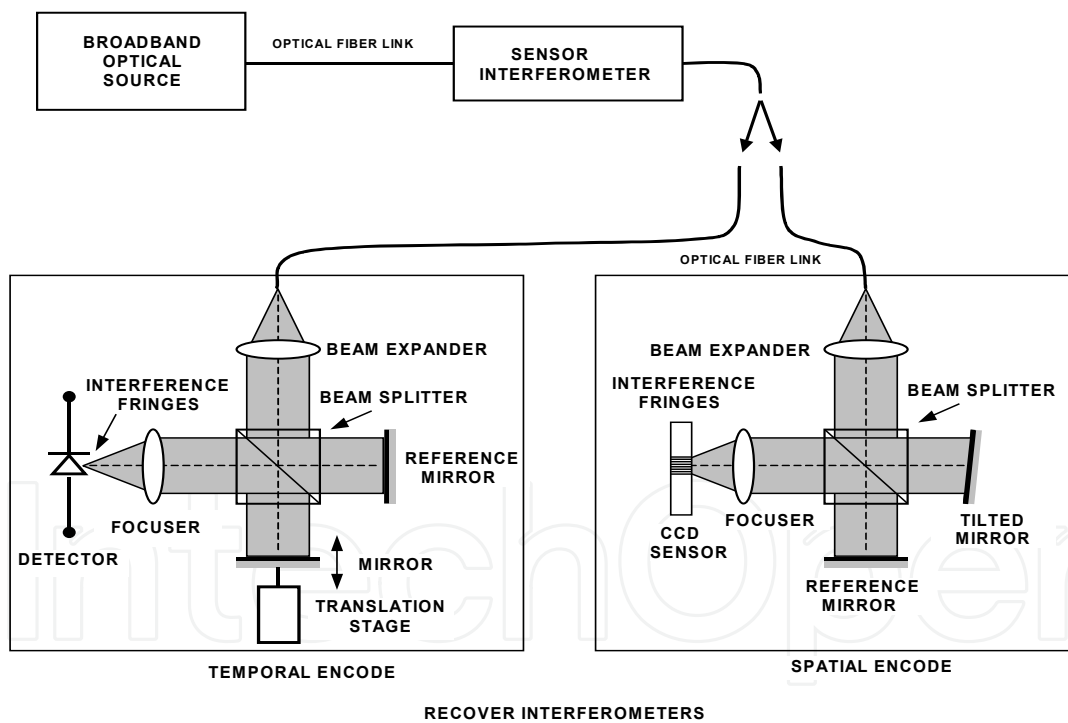 BROADBAND
OPTICAL
SOURCE
OPTICAL FIBER LINK
SENSOR
INTERFEROMETER
OPTICAL FIBER LINK
BEAM EXPANDER
INTERFERENCE
FRINGES
BEAM SPLITTER
REFERENCE
MIRROR
FOCUSER
DETECTOR
MIRROR
TRANSLATION
STAGE
TEMPORAL ENCODE
BEAM EXPANDER
INTERFERENCE
FRINGES
BEAM SPLITTER
CCD
SENSOR
FOCUSER
TILTED
MIRROR
REFERENCE
MIRROR
SPATIAL ENCODE
RECOVER INTERFEROMETERS
IntechOpen